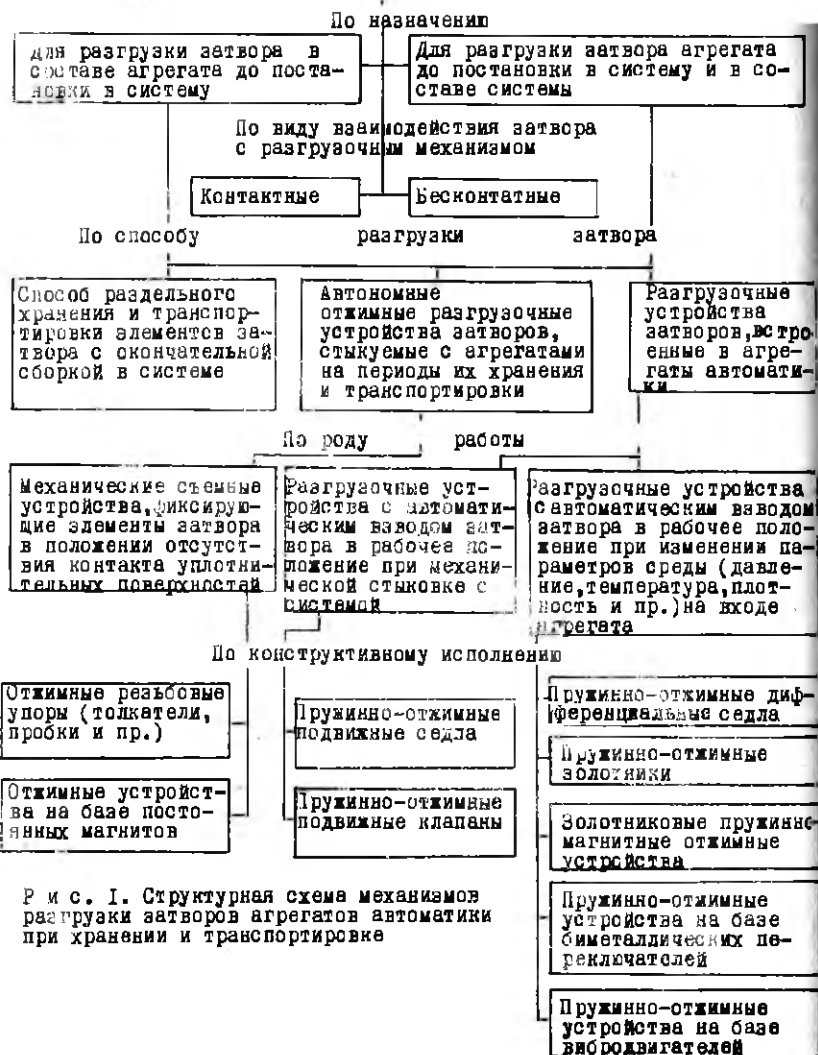 По назначению
Для разгрузки затвора в
составе агрегата до поста-
новки в систему
Для разгрузки затвора агрегата
до постановки в систему и в со-
ставе системы
По виду взаимодействия затвора
с разгрузочным механизмом
Контактные
Бесконтатные
По способу разгрузки затвора
Способ раздельного
хранения и транспор-
тировки элементов за-
твора с окончательной
сборкой в системе
Автономные
отжимные разгрузочные
устройства затворов,
стыкуемые с агрегатами
на периоды их хранения
и транспортировки
Разгрузочные
устройства
затворов,встро-
енные в агре-
гаты автомати-
ки
По роду работы
Механические съемные
устройства,фиксирую-
щие элементы затвора
в положении отсутст-
вия контакта уплотни-
тельных поверхностей
Разгрузочные уст-
ройства с автомати-
ческим взводом зат-
вора в рабочее по-
ложение при механи-
ческой стыковке с
системой
Разгрузочные устройства
с автоматическим взводом
затвора в рабочее поло-
жение при изменении па-
раметров среды (давле-
ние,температура,плот-
ность и пр.)на входе
агрегата
По конструктивному исполнению
Отжимные резьбовые
упоры (толкатели,
пробки и пр.)
Отжимные устройст-
ва на базе посто-
янных магнитов
Пружинно-отжимные
подвижные седла
Пружинно-отжимные
подвижные клапаны
Пружинно-отжимные диф-
ференциальные седла
Пружинно-отжимные
золотники
Золотниковые пружинно-
магнитные отжимные
устройства
Пружинно-отжимные
устройства на базе
биметаллических пе-
реключателей
Пружинно-отжимные
устройства на базе
вибродвигателей
Р и с. I. Структурная схема механизмов
разгрузки затворов агрегатов автоматики
при хранении и транспортировке